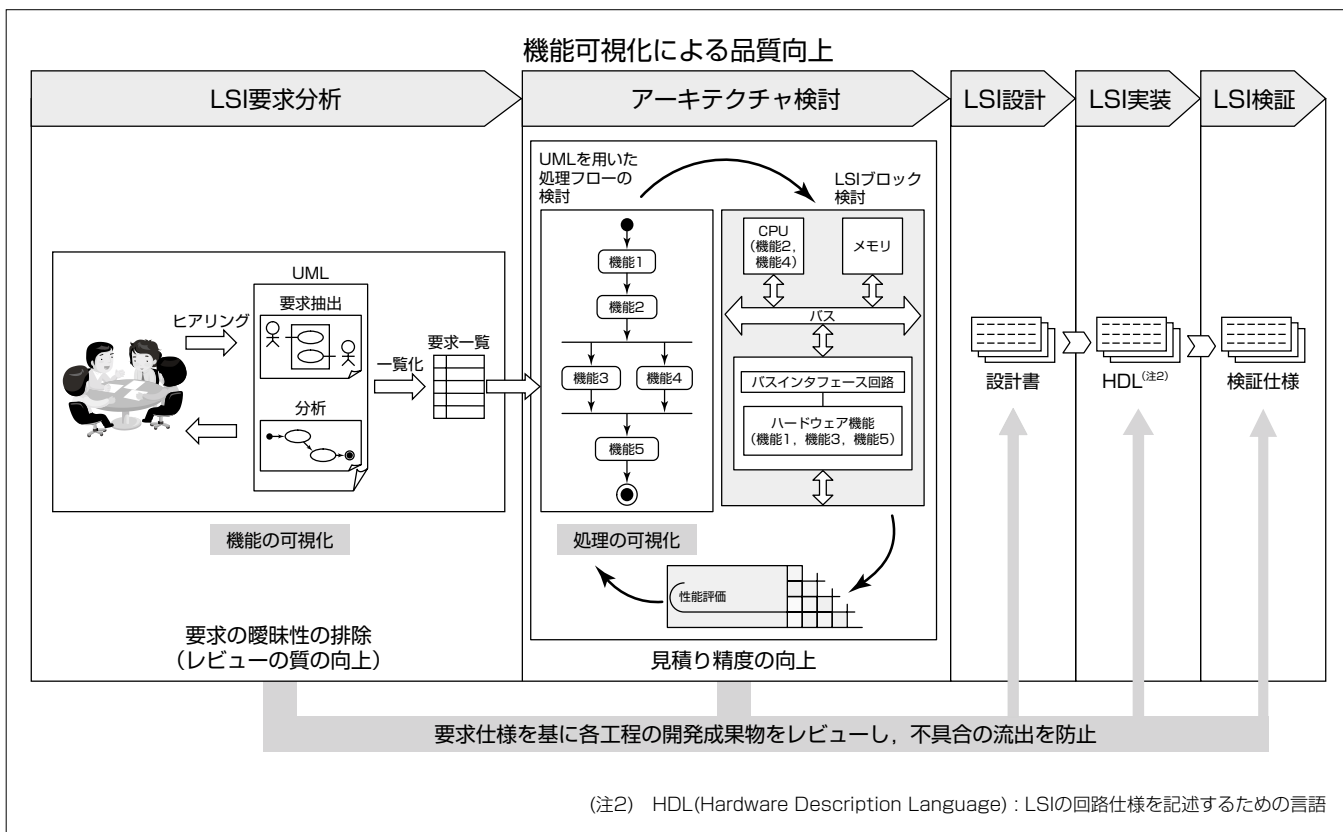 機能可視化による品質向上
LSI要求分析
アーキテクチャ検討
LSI設計
LSI実装
LSI検証
ヒアリング
UML
要求抽出
分析
一覧化
要求一覧
機能の可視化
要求の曖昧性の排除
(レビューの質の向上)
UMLを用いた
処理フローの
検討
機能1
機能2
機能3
機能4
機能5
処理の可視化
LSIブロック
検討
CPU
(機能2,
機能4)
メモリ
バス
バスインタフェース回路
ハードウェア機能
(機能1,機能3,機能5)
性能評価
見積り精度の向上
設計書
HDL(注2)
検証仕様
要求仕様を基に各工程の開発成果物をレビューし,不具合の流出を防止
(注2) HDL(Hardware Description Language):LSIの回路仕様を記述するための言語